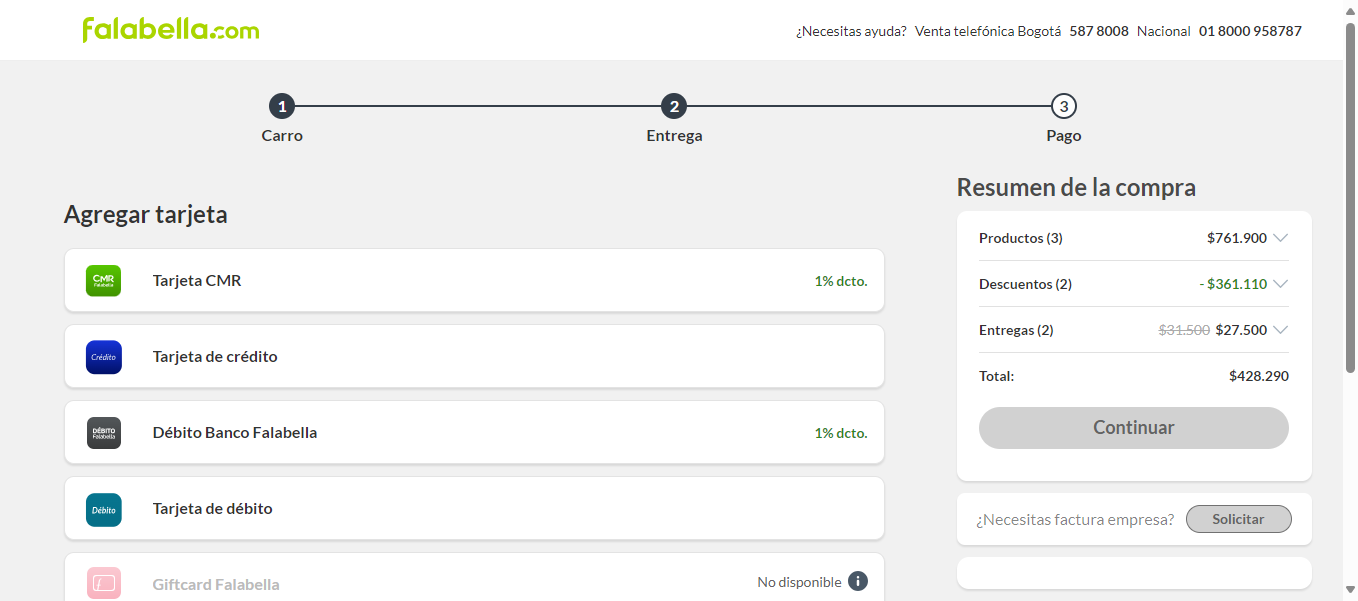 falabella.com
¿Necesitas ayuda? Venta telefónica Bogotá 587 8008 Nacional 01 8000 958787
1 2 3
Carro Entrega Pago
Agregar tarjeta
CMR
Falabella
Tarjeta CMR 1% dcto.
Crédito
Tarjeta de crédito
DÉBITO
Falabella
Débito Banco Falabella 1% dcto.
Débito
Tarjeta de débito
Giftcard Falabella No disponible i
Resumen de la compra
Productos (3) $761.900
Descuentos (2) - $361.110
Entregas (2) $31.500 $27.500
Total: $428.290
Continuar
¿Necesitas factura empresa? Solicitar